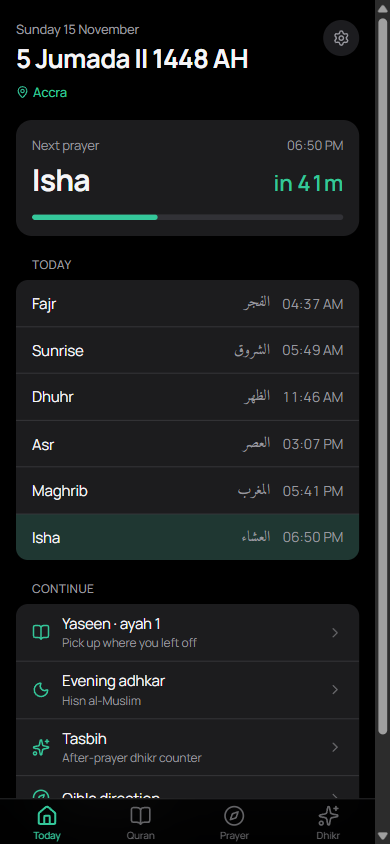 Sunday 15 November
5 Jumada II 1448 AH
Accra
Next prayer 06:50 PM
Isha in 41m
TODAY
Fajr الفجر 04:37 AM
Sunrise الشروق 05:49 AM
Dhuhr الظهر 11:46 AM
Asr العصر 03:07 PM
Maghrib المغرب 05:41 PM
Isha العشاء 06:50 PM
CONTINUE
Yaseen · ayah 1
Pick up where you left off
Evening adhkar
Hisn al-Muslim
Tasbih
After-prayer dhikr counter
Qibla direction
Today Quran Prayer Dhikr